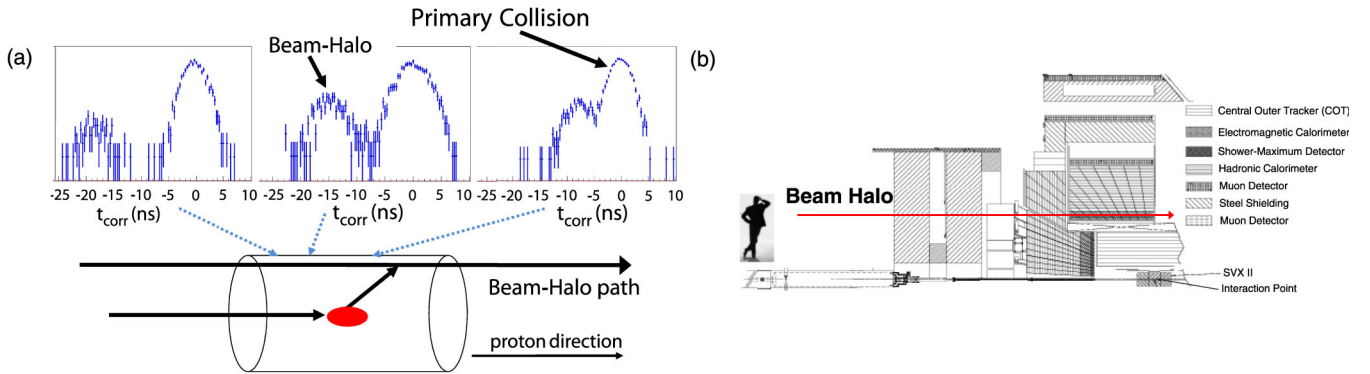 (a)
Primary Collision
Beam-Halo
-25 -20 -15 -10 -5 0 5 10
-25 -20 -15 -10 -5 0 5 10
-25 -20 -15 -10 -5 0 5 10
tcorr (ns)
tcorr (ns)
tcorr (ns)
Beam-Halo path
proton direction
(b)
Central Outer Tracker (COT)
Electromagnetic Calorimeter
Shower-Maximum Detector
Hadronic Calorimeter
Muon Detector
Steel Shielding
Muon Detector
Beam Halo
SVX II
Interaction Point